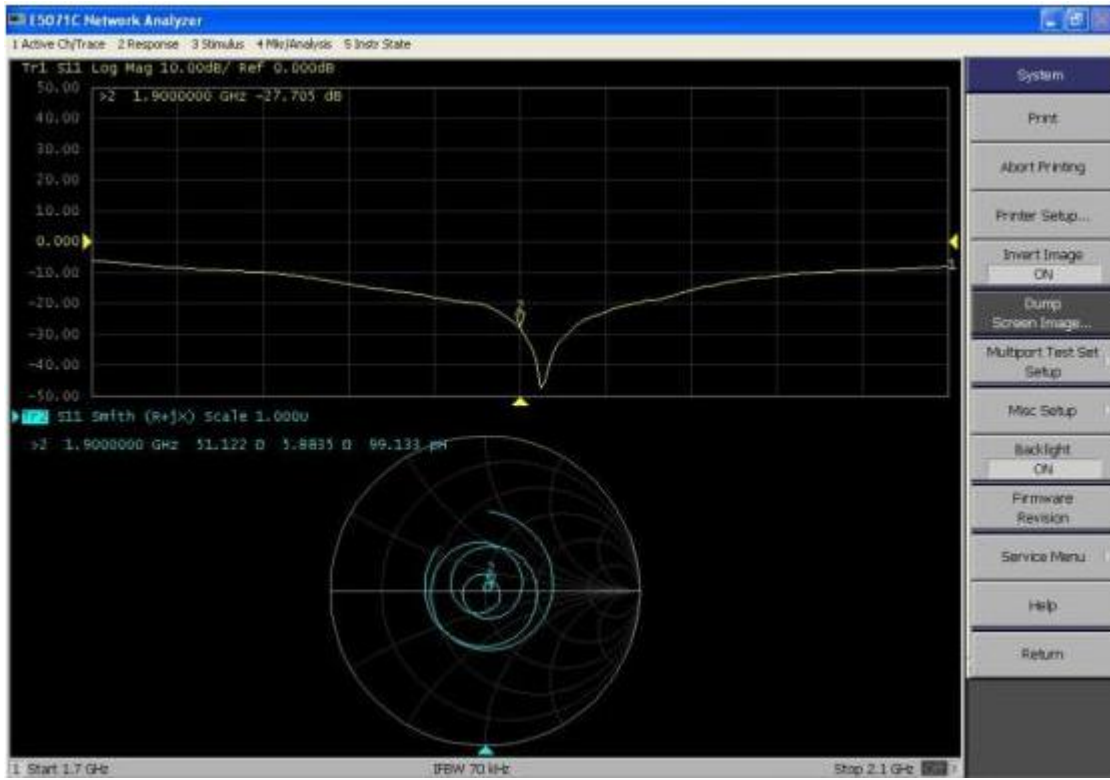 E5071C Network Analyzer
1 Active Ch/Trace 2 Response 3 Stimulus 4 Mkr/Analysis 5 Instr State
Tr1 S11 Log Mag 10.00dB/ Ref 0.000dB
>2 1.9000000 GHz -27.705 dB
50.00
40.00
30.00
20.00
10.00
0.000
-10.00
-20.00
-30.00
-40.00
-50.00
2
1
Tr2 S11 Smith (R+jX) Scale 1.000U
>2 1.9000000 GHz 51.122 Ω 5.8835 Ω 99.133 pH
2
1 Start 1.7 GHz
IFBW 70 kHz
Stop 2.1 GHz
System
Print
Abort Printing
Printer Setup...
Invert Image
ON
Dump
Screen Image...
Multiport Test Set
Setup
Misc Setup
Backlight
ON
Firmware
Revision
Service Menu
Help
Return